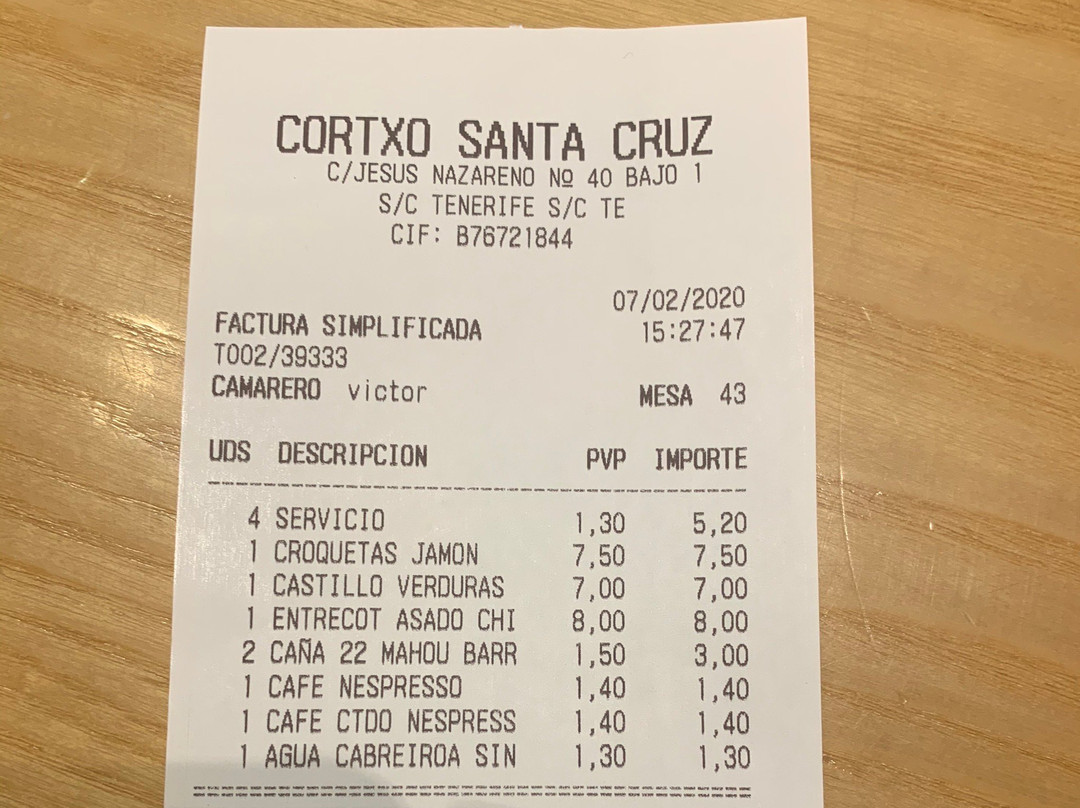 CORTXO SANTA CRUZ
C/JESUS NAZARENO Nº 40 BAJO 1
S/C TENERIFE S/C TE
CIF: B76721844
07/02/2020
FACTURA SIMPLIFICADA 15:27:47
T002/39333
CAMARERO victor MESA 43
UDS DESCRIPCION PVP IMPORTE
4 SERVICIO 1,30 5,20
1 CROQUETAS JAMON 7,50 7,50
1 CASTILLO VERDURAS 7,00 7,00
1 ENTRECOT ASADO CHI 8,00 8,00
2 CAÑA 22 MAHOU BARR 1,50 3,00
1 CAFE NESPRESSO 1,40 1,40
1 CAFE CTDO NESPRESS 1,40 1,40
1 AGUA CABREIROA SIN 1,30 1,30